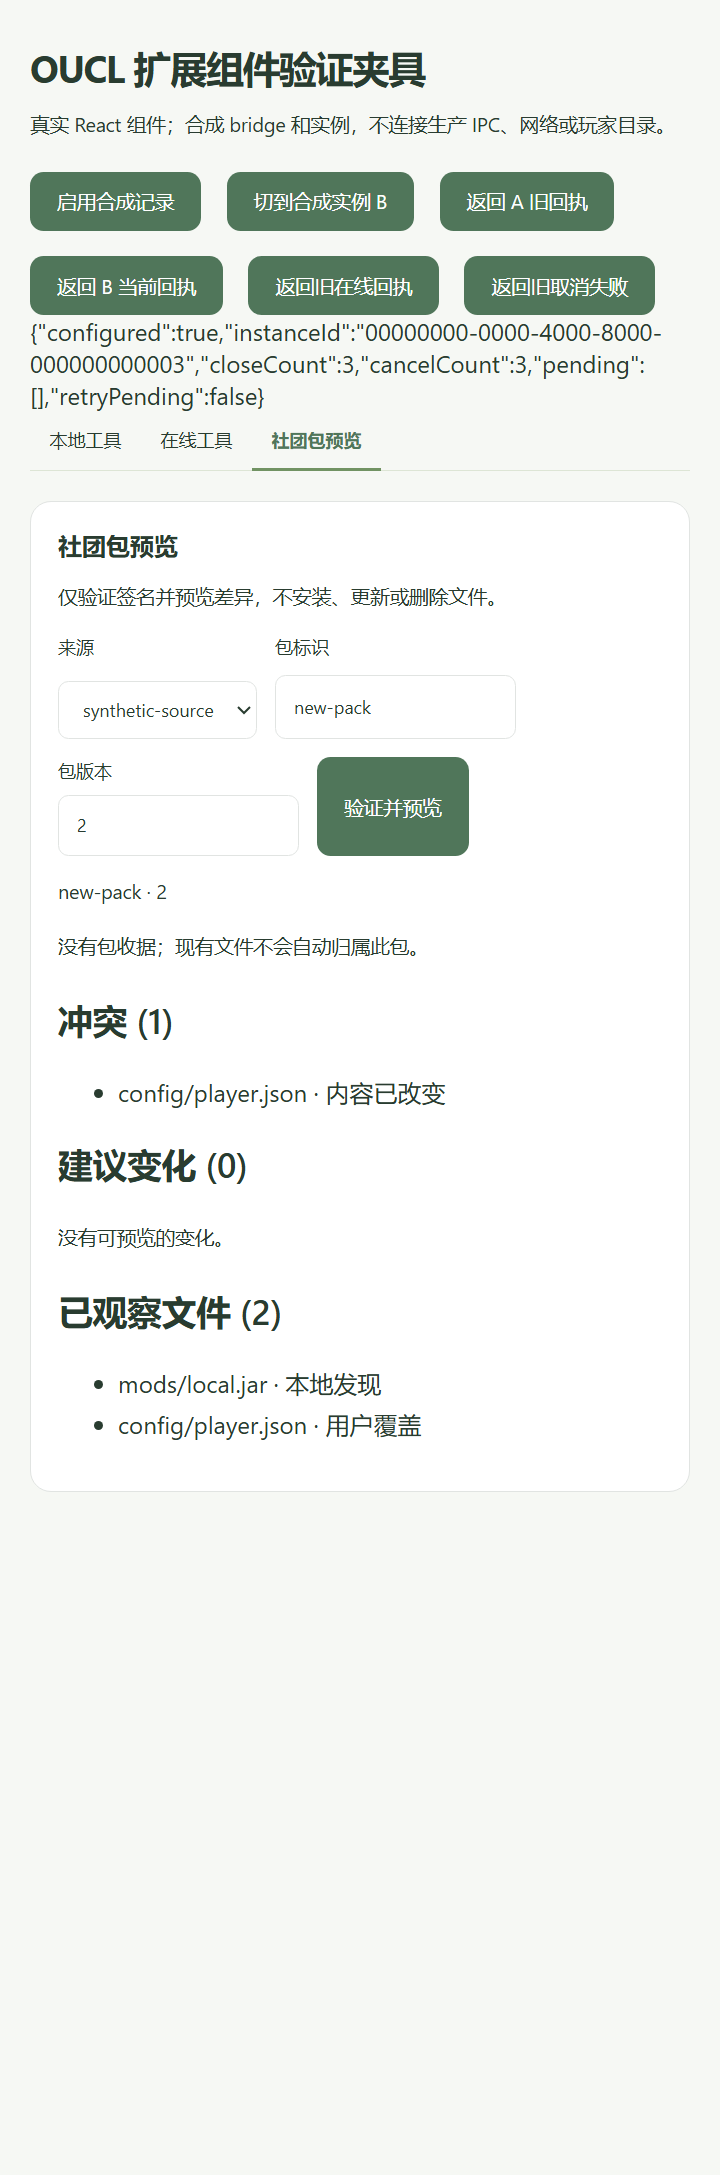 OUCL 扩展组件验证夹具
真实 React 组件；合成 bridge 和实例，不连接生产 IPC、网络或玩家目录。
启用合成记录 切到合成实例 B 返回 A 旧回执
返回 B 当前回执 返回旧在线回执 返回旧取消失败
{"configured":true,"instanceId":"00000000-0000-4000-8000-
000000000003","closeCount":3,"cancelCount":3,"pending":
[],"retryPending":false}
本地工具 在线工具 社团包预览
社团包预览
仅验证签名并预览差异，不安装、更新或删除文件。
来源 包标识
synthetic-source new-pack
包版本
2 验证并预览
new-pack · 2
没有包收据；现有文件不会自动归属此包。
冲突 (1)
• config/player.json · 内容已改变
建议变化 (0)
没有可预览的变化。
已观察文件 (2)
• mods/local.jar · 本地发现
• config/player.json · 用户覆盖